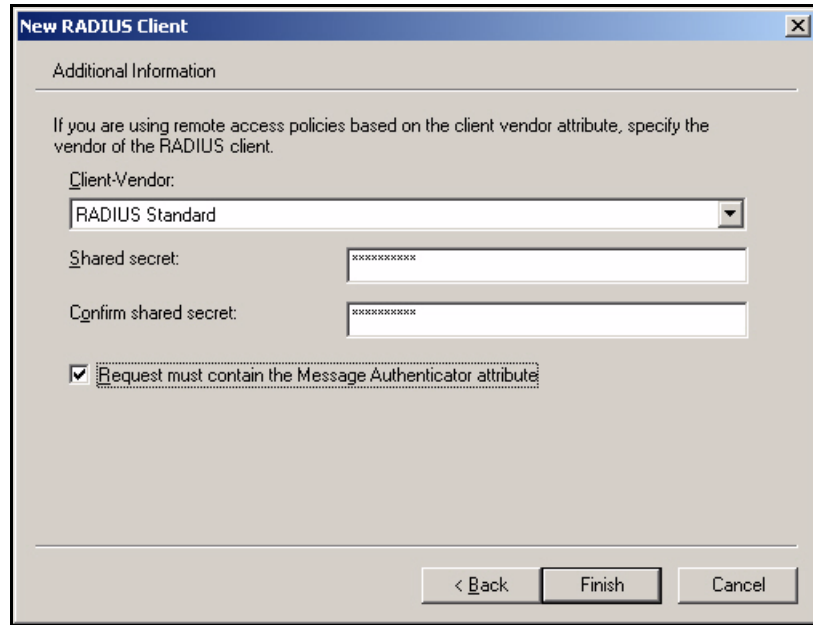 New RADIUS Client
Additional Information
If you are using remote access policies based on the client vendor attribute, specify the
vendor of the RADIUS client.
Client-Vendor:
RADIUS Standard
Shared secret:
××××××××××
Confirm shared secret:
××××××××××
Request must contain the Message Authenticator attribute
< Back
Finish
Cancel